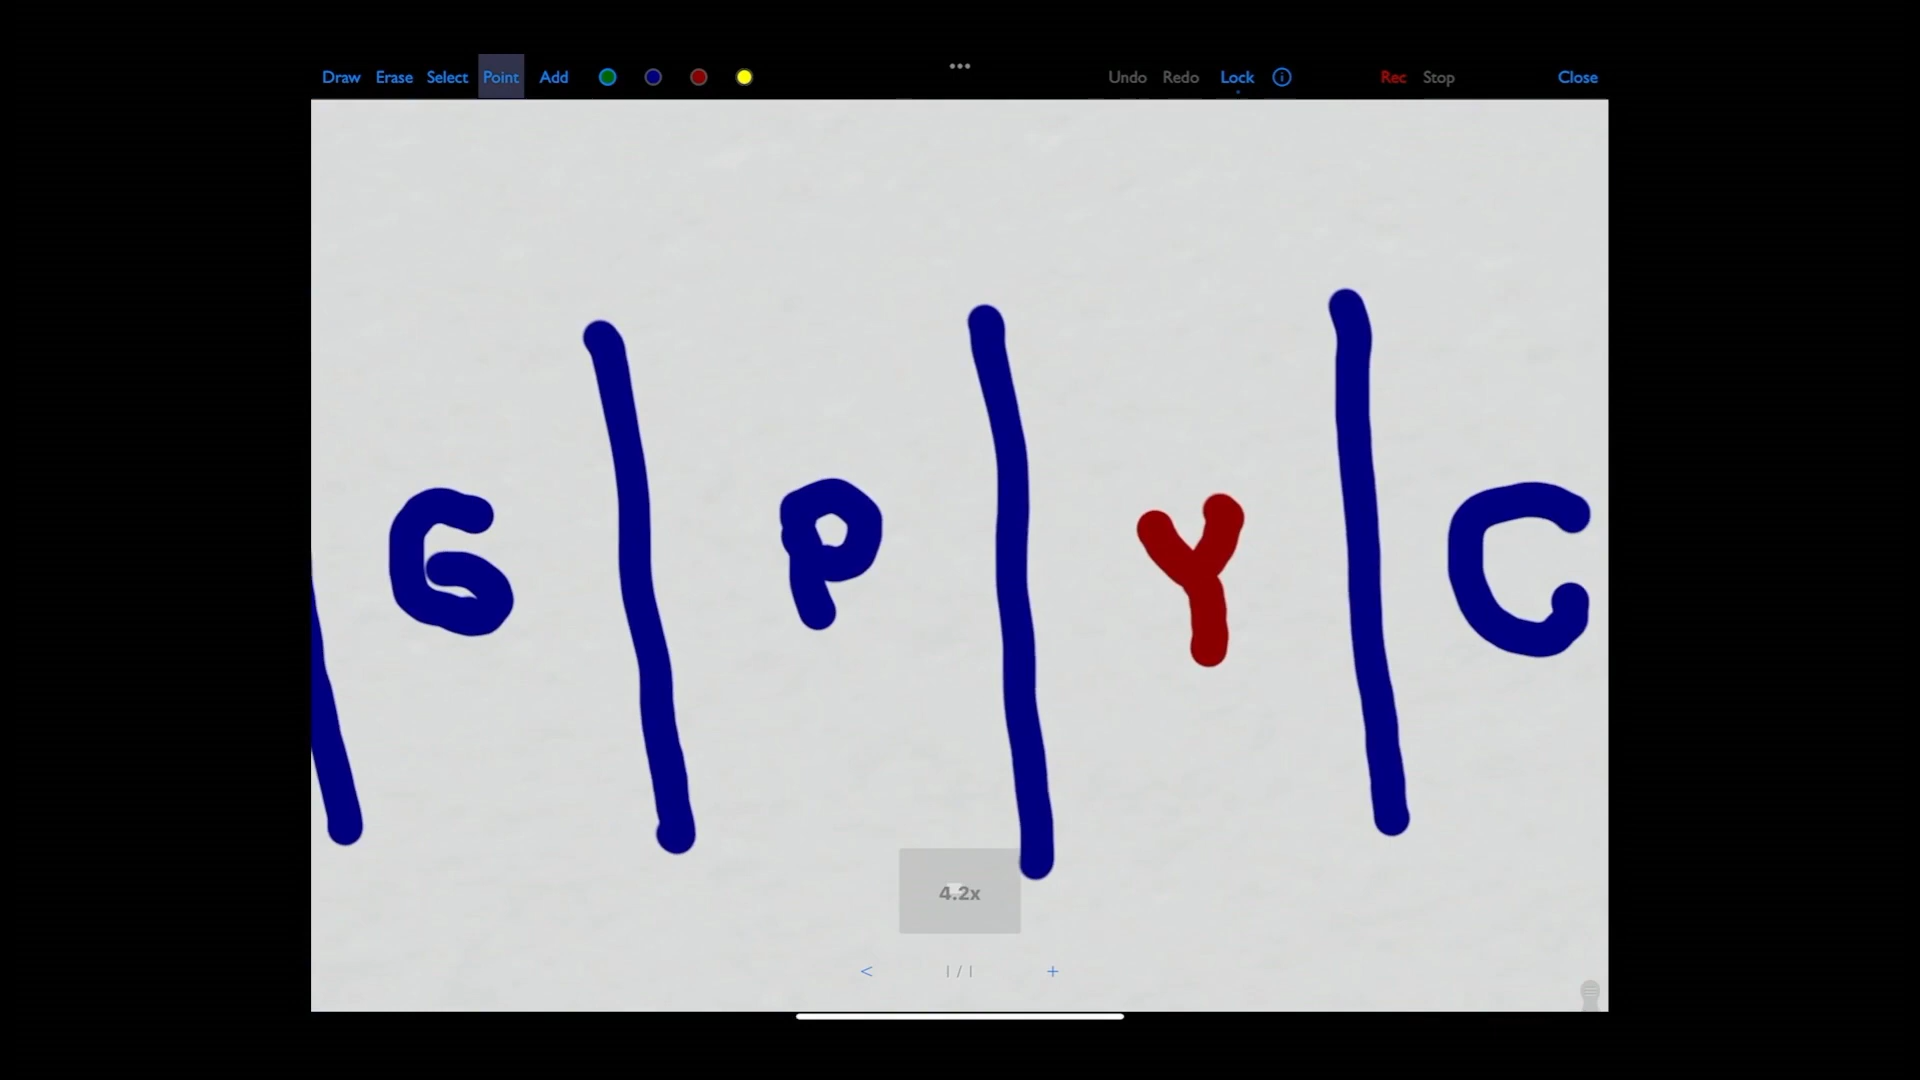 Draw Erase Select Point Add ••• Undo Redo Lock Rec Stop Close
G | P | Y | C
4.2x
< 1 / 1 +